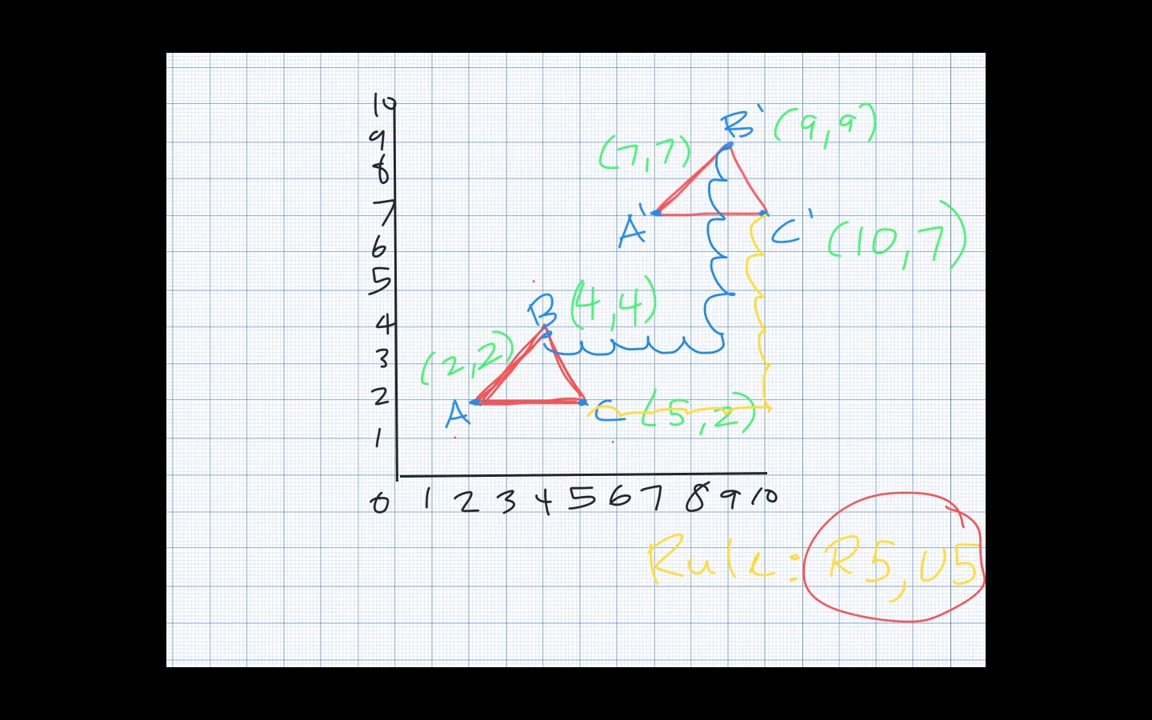 10
9
8
7
6
5
4
3
2
1
0 1 2 3 4 5 6 7 8 9 10
B' (9,9)
(7,7)
A'
C' (10,7)
B (4,4)
(2,2)
A
C (5,2)
Rule: R5,U5